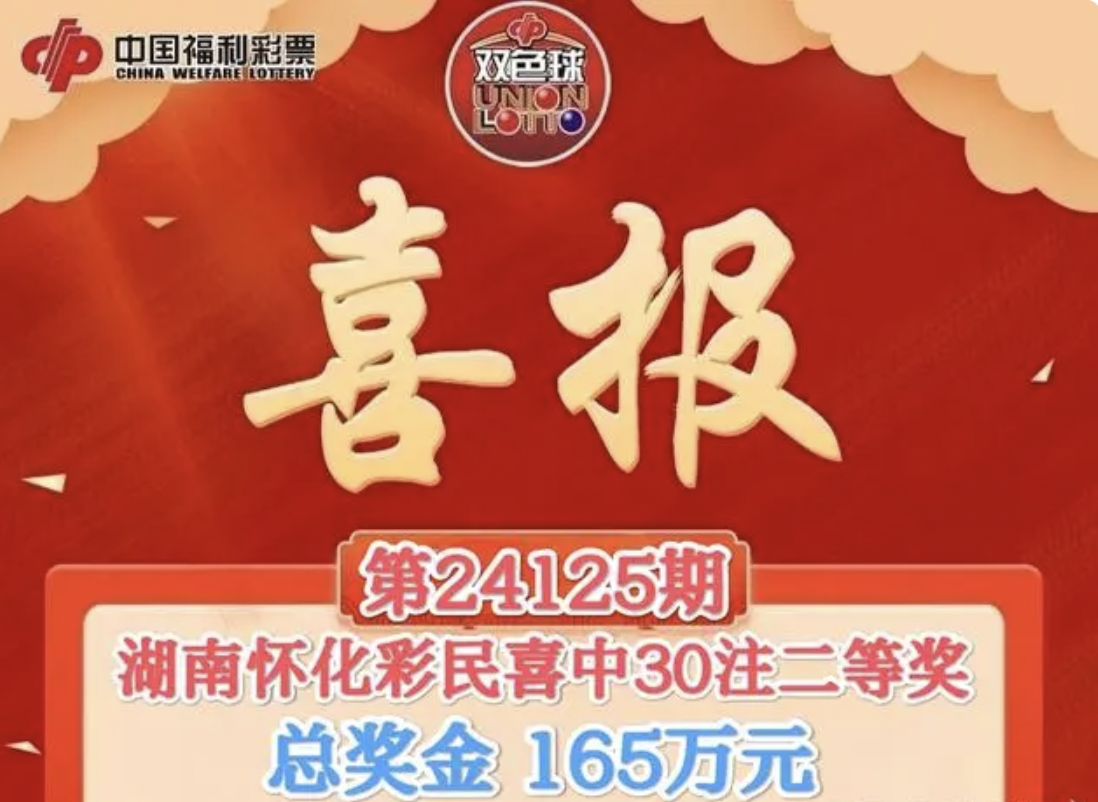 中国福利彩票
CHINA WELFARE LOTTERY
双色球
UNION
LOTTO
喜报
第24125期
湖南怀化彩民喜中30注二等奖
总奖金 165万元